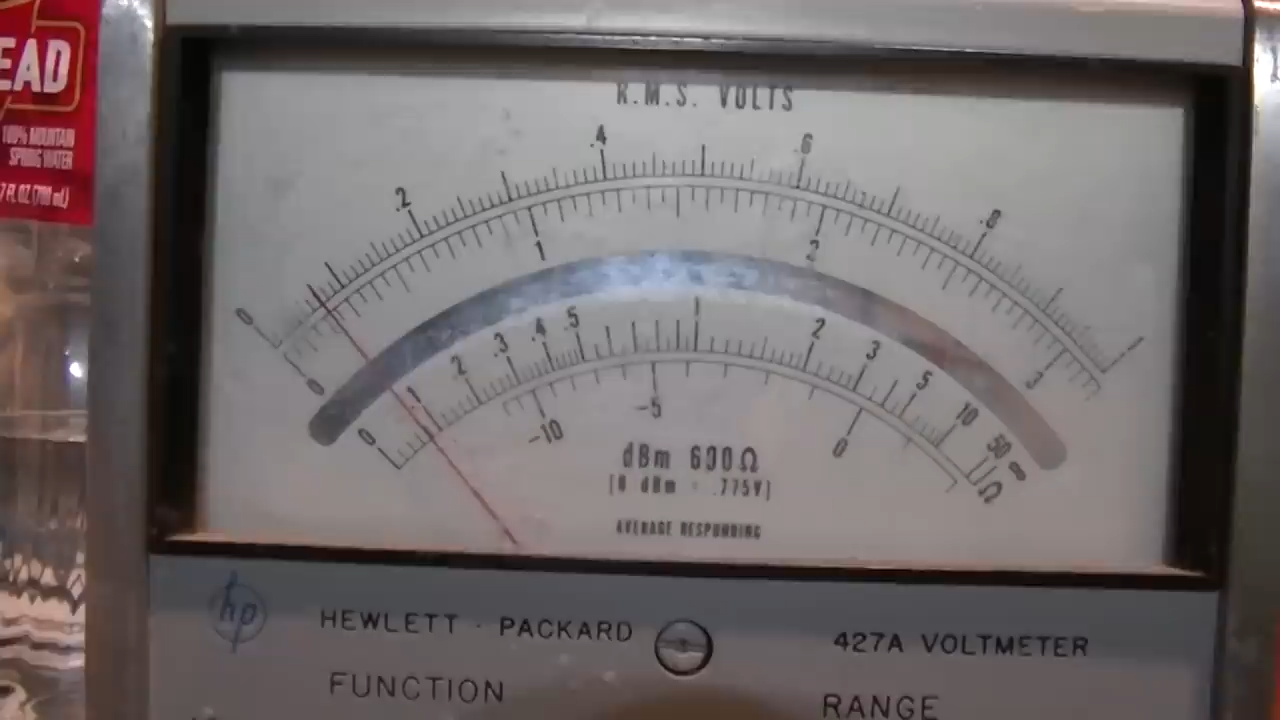 EAD
100% MOUNTAIN
SPRING WATER
R.M.S. VOLTS
0 .2 .4 .6 .8 1
0 1 2 3
0 .1 .2 .3 .4 .5 1 2 3 5 10 50 ∞
Ω
-10 -5 0
dBm 600Ω
[0 dBm = .775V]
AVERAGE RESPONDING
hp
HEWLETT · PACKARD
427A VOLTMETER
FUNCTION
RANGE